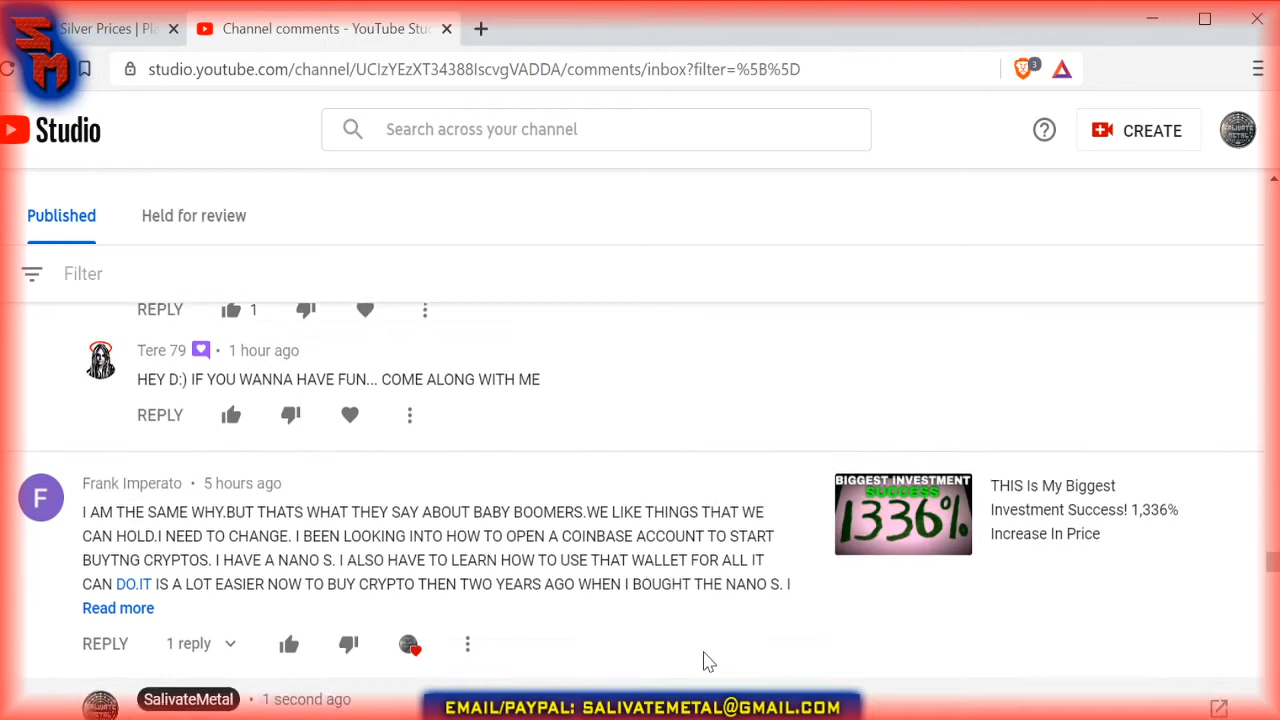 SM
Silver Prices | Pla
Channel comments - YouTube Stud
studio.youtube.com/channel/UCIzYEzXT34388IscvgVADDA/comments/inbox?filter=%5B%5D
3
Studio
Search across your channel
CREATE
SALIVATE METAL
Published
Held for review
Filter
REPLY
1
Tere 79 • 1 hour ago
HEY D:) IF YOU WANNA HAVE FUN... COME ALONG WITH ME
REPLY
F
Frank Imperato • 5 hours ago
I AM THE SAME WHY.BUT THATS WHAT THEY SAY ABOUT BABY BOOMERS.WE LIKE THINGS THAT WE
CAN HOLD.I NEED TO CHANGE. I BEEN LOOKING INTO HOW TO OPEN A COINBASE ACCOUNT TO START
BUYTNG CRYPTOS. I HAVE A NANO S. I ALSO HAVE TO LEARN HOW TO USE THAT WALLET FOR ALL IT
CAN DO.IT IS A LOT EASIER NOW TO BUY CRYPTO THEN TWO YEARS AGO WHEN I BOUGHT THE NANO S. I
Read more
BIGGEST INVESTMENT
SUCCESS
1336%
THIS Is My Biggest
Investment Success! 1,336%
Increase In Price
REPLY
1 reply
SalivateMetal • 1 second ago
EMAIL/PAYPAL: SALIVATEMETAL@GMAIL.COM